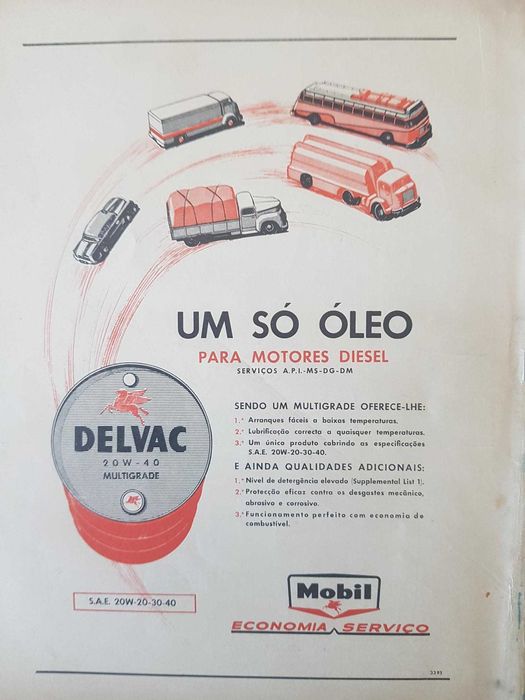 UM SÓ ÓLEO
PARA MOTORES DIESEL
SERVIÇOS A.P.I.-MS-DG-DM
DELVAC
20W-40
MULTIGRADE
SENDO UM MULTIGRADE OFERECE-LHE:
1.º Arranques fáceis a baixas temperaturas.
2.º Lubrificação correcta a quaisquer temperaturas.
3.º Um único produto cobrindo as especificações
S.A.E. 20W-20-30-40.
E AINDA QUALIDADES ADICIONAIS:
1.º Nível de detergência elevado (Supplemental List 1).
2.º Protecção eficaz contra os desgastes mecânico,
abrasivo e corrosivo.
3.º Funcionamento perfeito com economia de
combustível.
S.A.E. 20W-20-30-40
Mobil
ECONOMIA SERVIÇO
3393